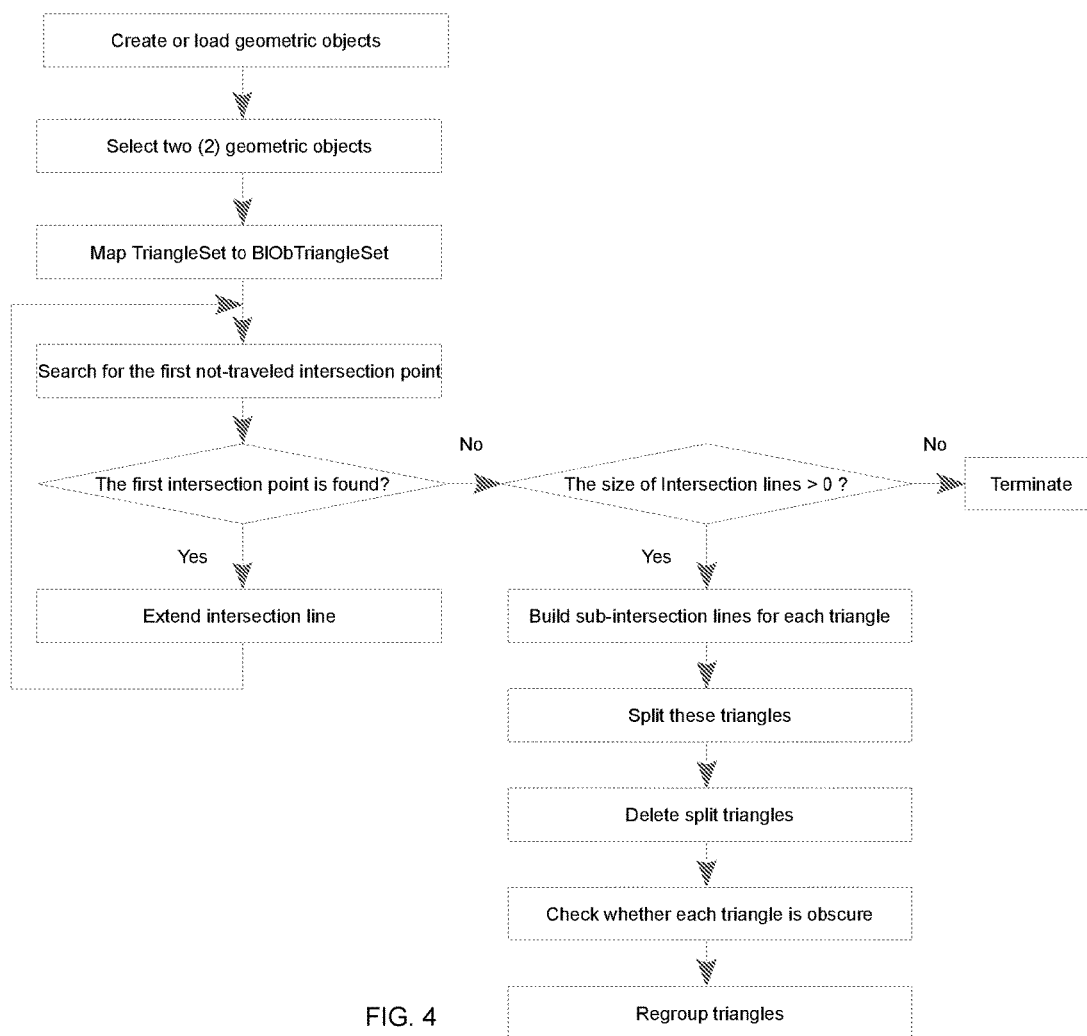 Create or load geometric objects
Select two (2) geometric objects
Map TriangleSet to BlObTriangleSet
Search for the first not-traveled intersection point
The first intersection point is found?
No
The size of Intersection lines > 0 ?
No
Terminate
Yes
Extend intersection line
Yes
Build sub-intersection lines for each triangle
Split these triangles
Delete split triangles
Check whether each triangle is obscure
Regroup triangles
FIG. 4